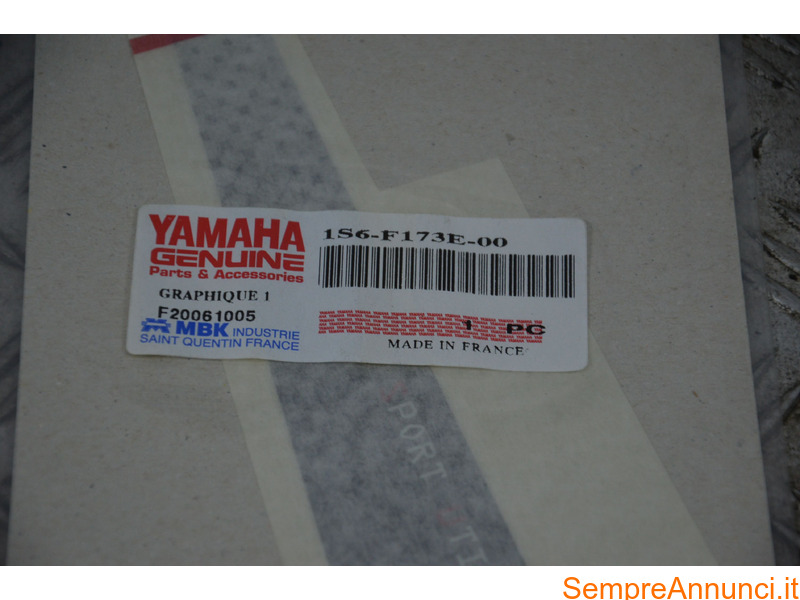 YAMAHA
GENUINE
Parts & Accessories
GRAPHIQUE 1
F20061005
MBK INDUSTRIE
SAINT QUENTIN FRANCE
1S6-F173E-00
1 PC
MADE IN FRANCE
PORT
SempreAnnunci.it